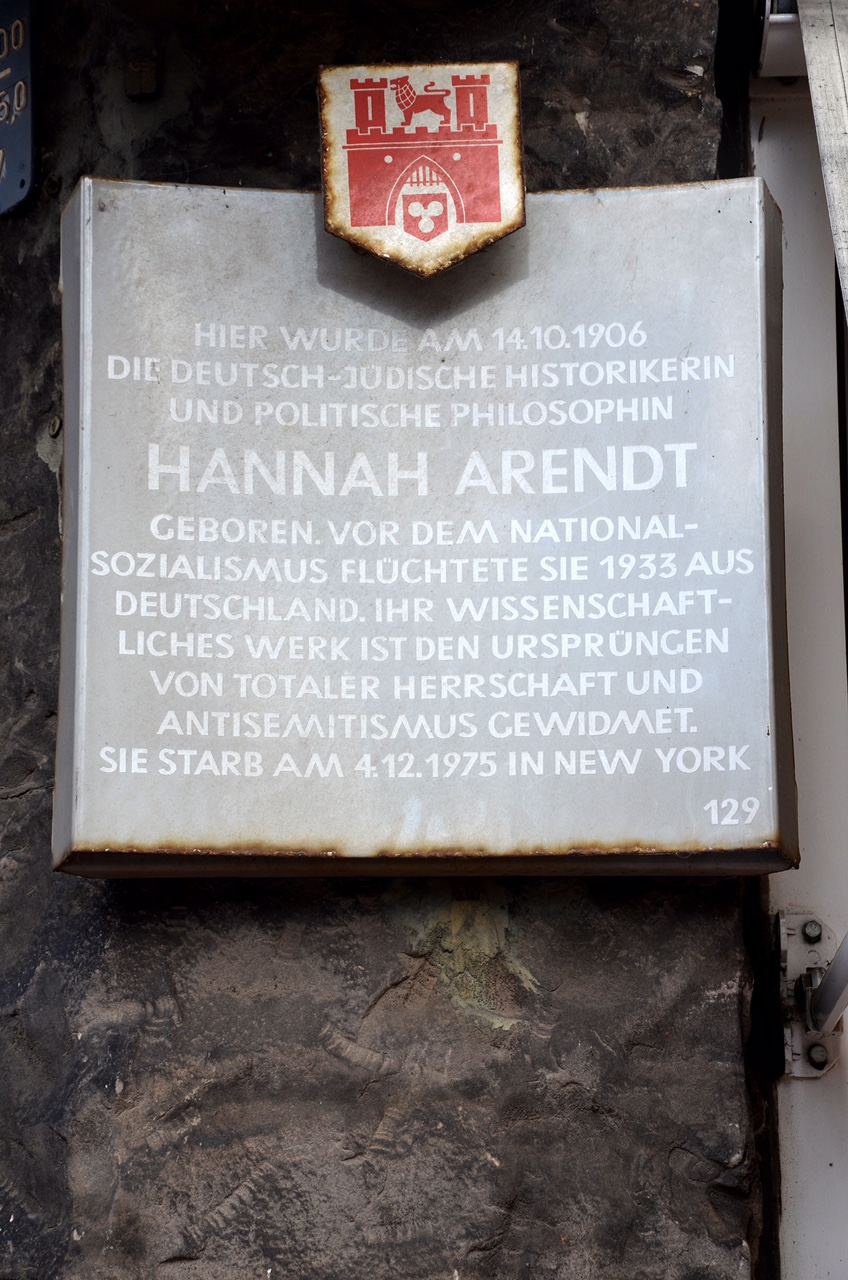 HIER WURDE AM 14.10.1906
DIE DEUTSCH-JÜDISCHE HISTORIKERIN
UND POLITISCHE PHILOSOPHIN
HANNAH ARENDT
GEBOREN. VOR DEM NATIONAL-
SOZIALISMUS FLÜCHTETE SIE 1933 AUS
DEUTSCHLAND. IHR WISSENSCHAFT-
LICHES WERK IST DEN URSPRÜNGEN
VON TOTALER HERRSCHAFT UND
ANTISEMITISMUS GEWIDMET.
SIE STARB AM 4.12.1975 IN NEW YORK
129